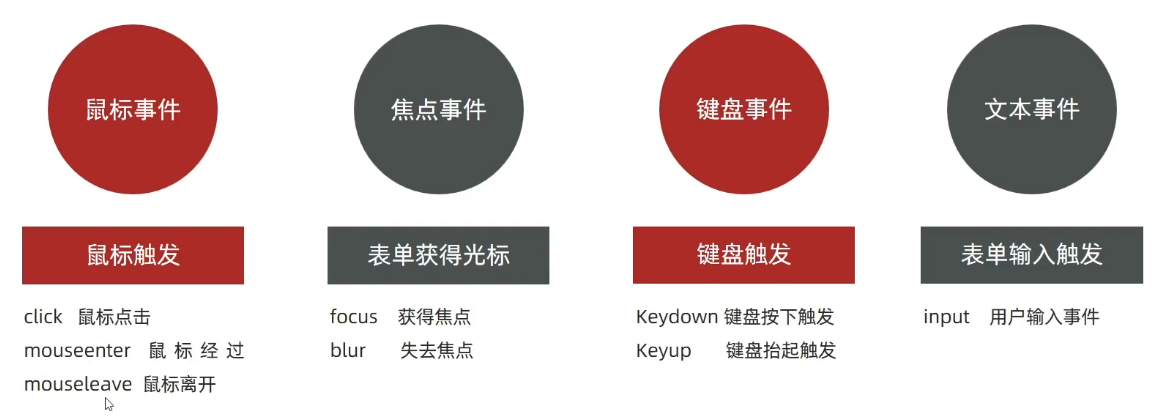 鼠标事件
焦点事件
键盘事件
文本事件
鼠标触发
表单获得光标
键盘触发
表单输入触发
click 鼠标点击
mouseenter 鼠标经过
mouseleave 鼠标离开
focus 获得焦点
blur 失去焦点
Keydown 键盘按下触发
Keyup 键盘抬起触发
input 用户输入事件